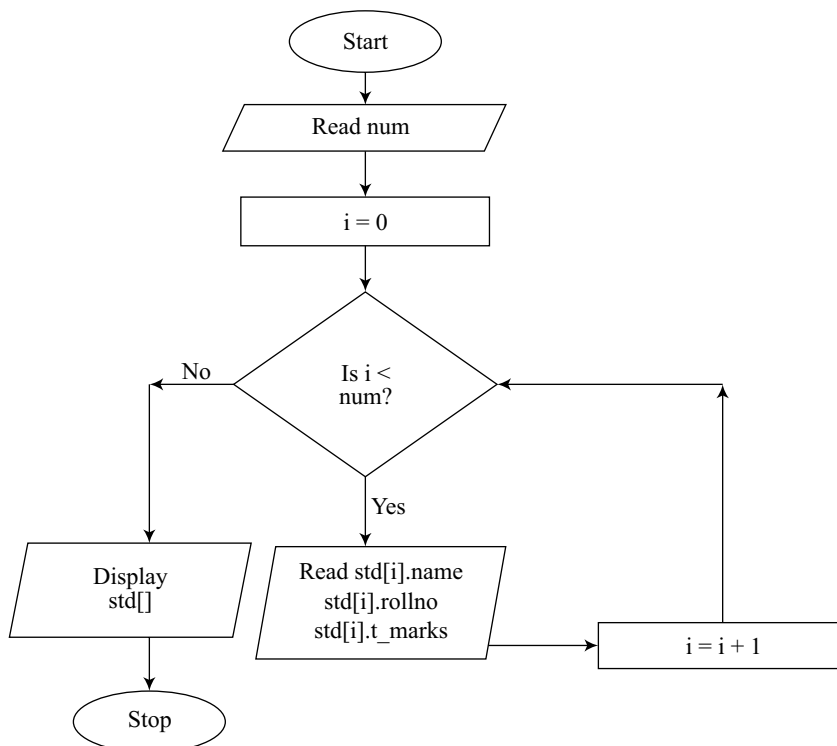 Start
Read num
i = 0
Is i <
num?
No
Yes
Display
std[]
Read std[i].name
std[i].rollno
std[i].t_marks
i = i + 1
Stop